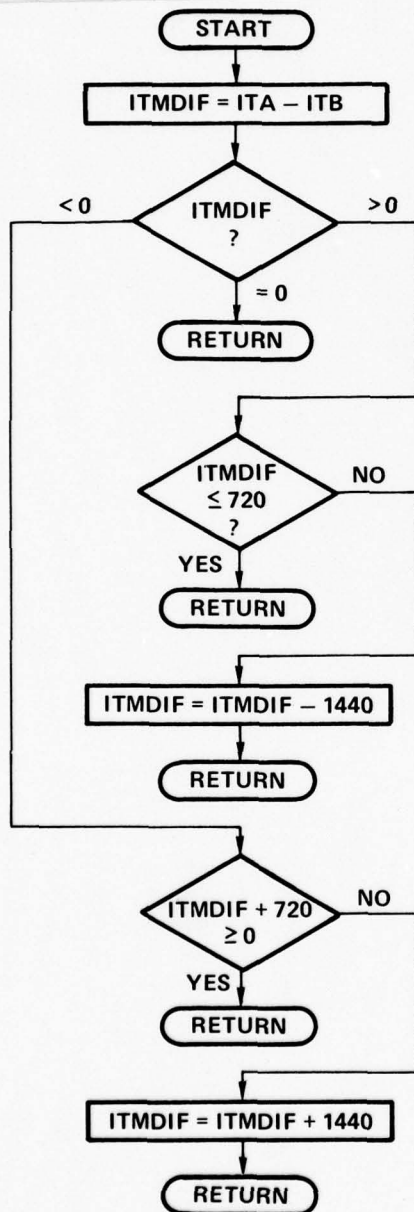 START
ITMDIF = ITA – ITB
< 0
ITMDIF
?
> 0
= 0
RETURN
ITMDIF
≤ 720
?
NO
YES
RETURN
ITMDIF = ITMDIF – 1440
RETURN
ITMDIF + 720
≥ 0
NO
YES
RETURN
ITMDIF = ITMDIF + 1440
RETURN